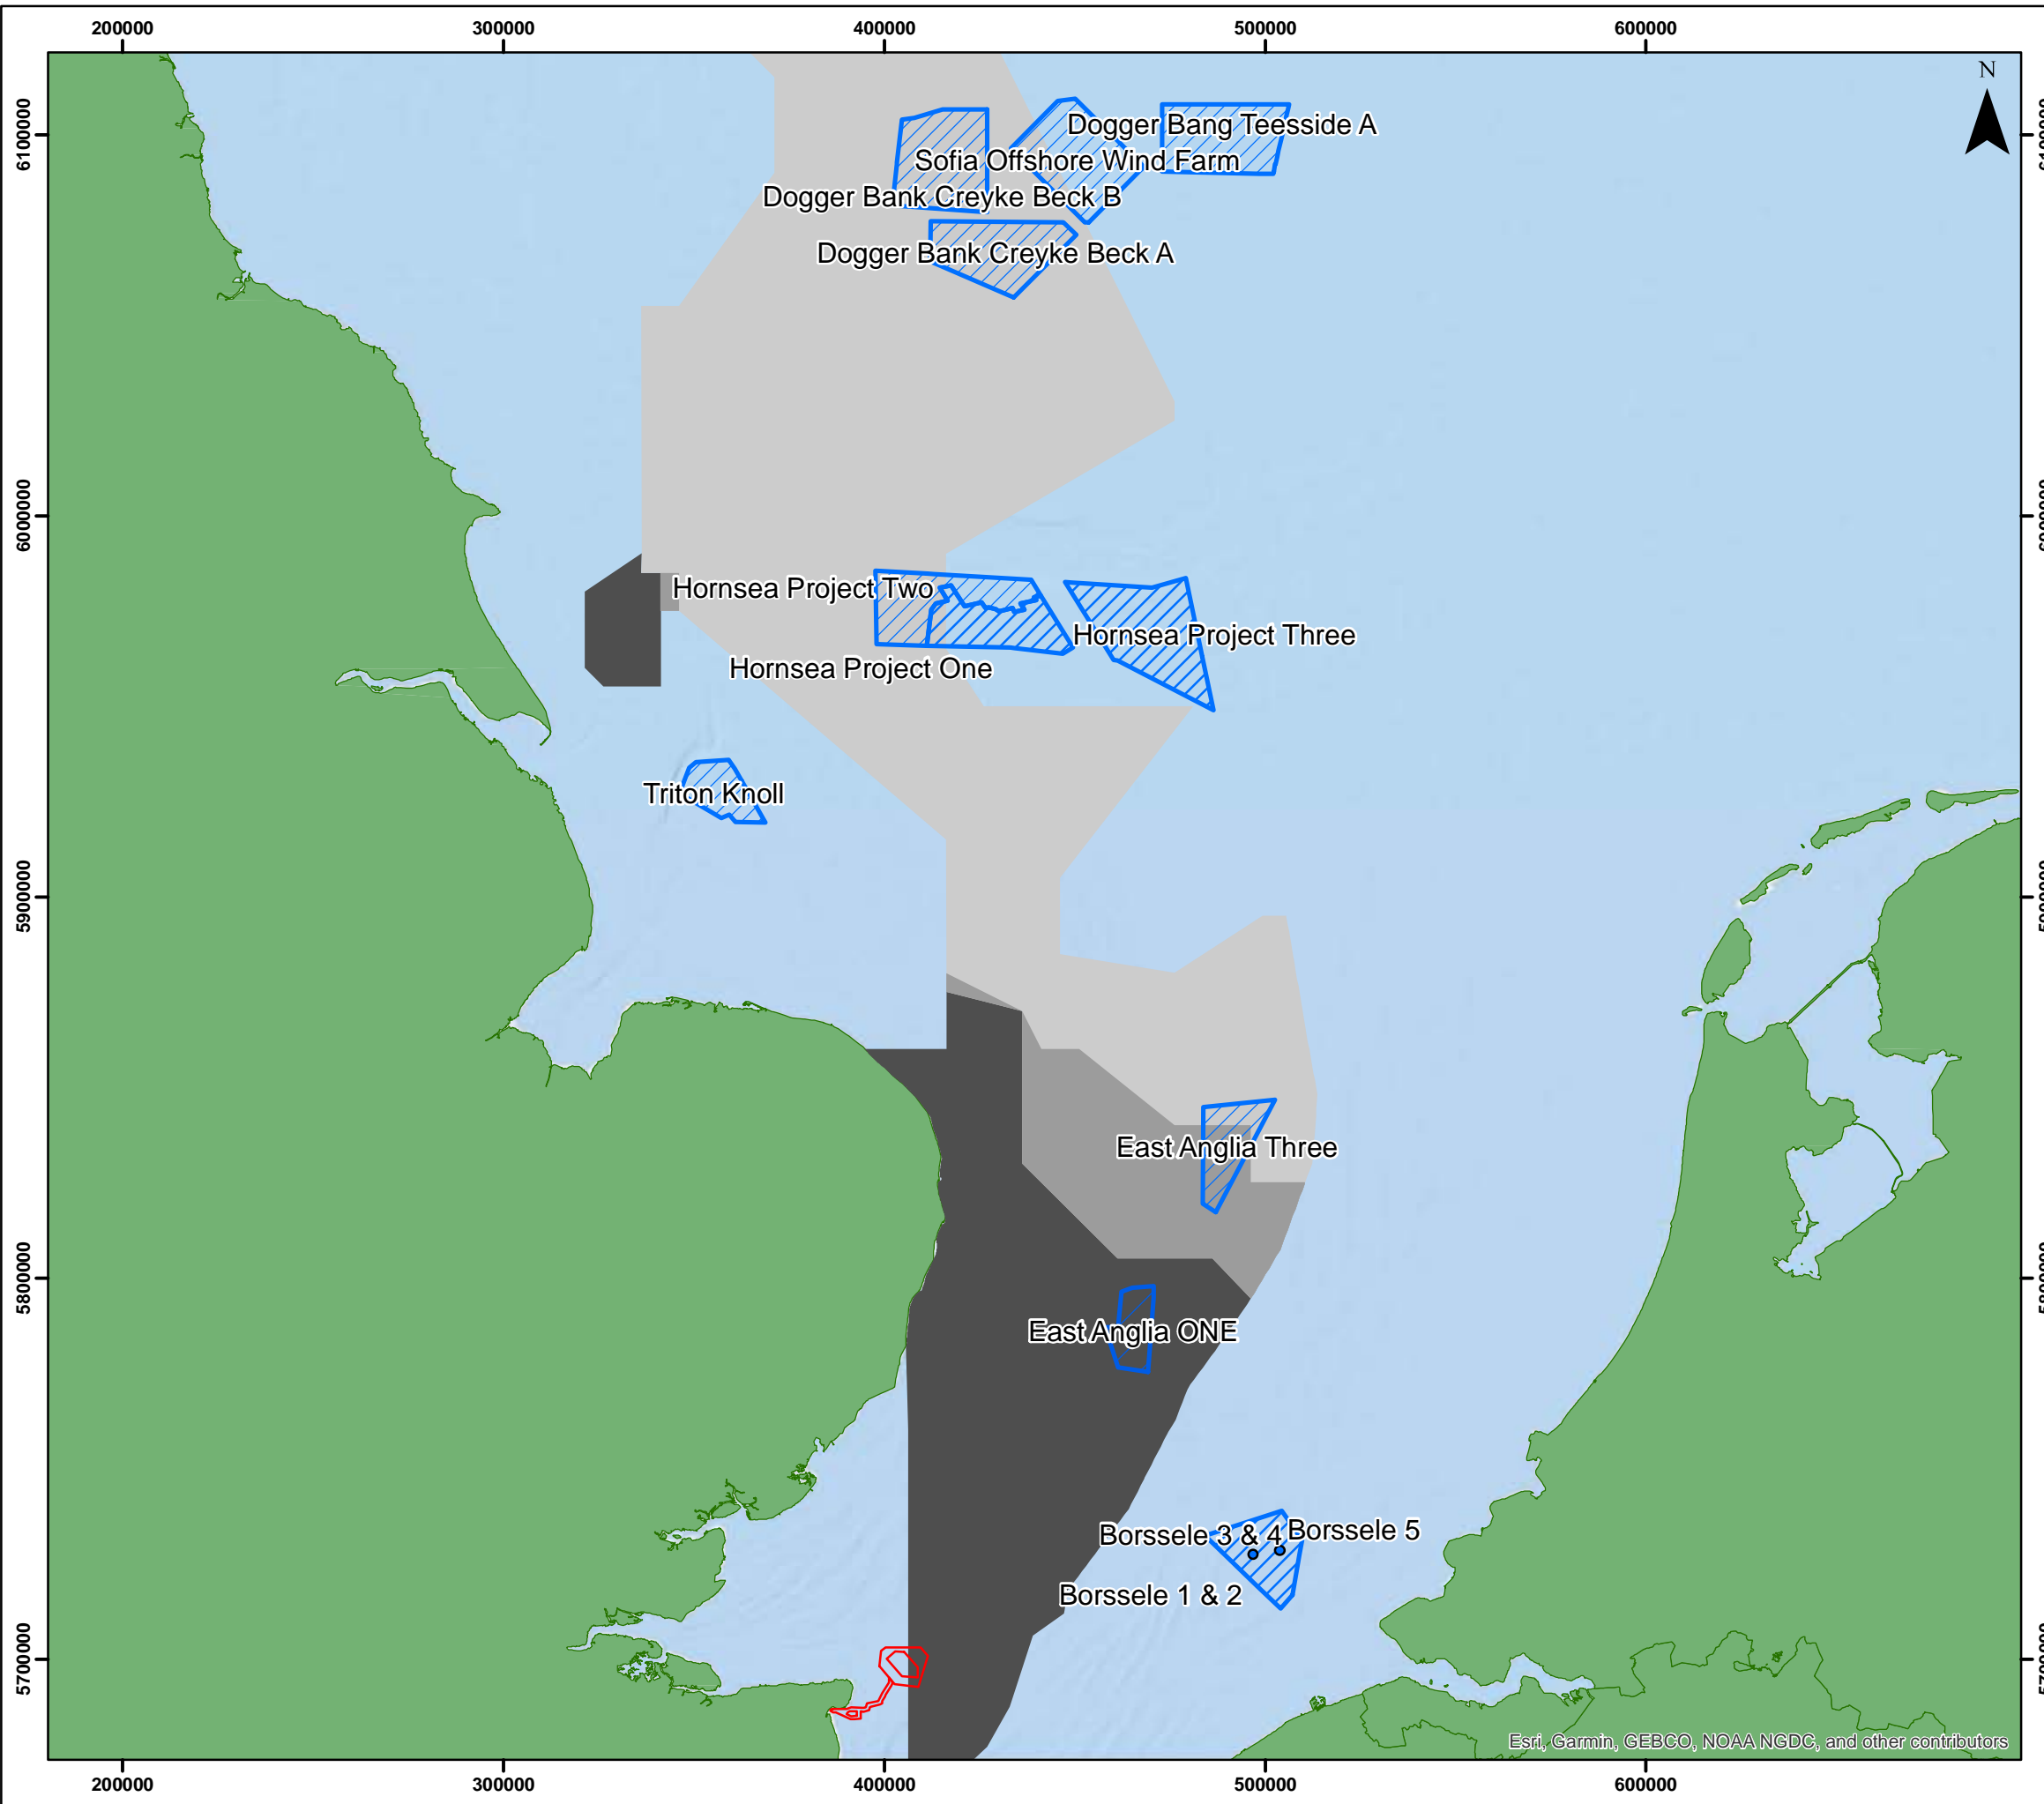 200000 300000 400000 500000 600000
N
6100000
Dogger Bang Teesside A
Sofia Offshore Wind Farm
Dogger Bank Creyke Beck B
Dogger Bank Creyke Beck A
6000000
Hornsea Project Two
Hornsea Project Three
Hornsea Project One
Triton Knoll
5900000
East Anglia Three
5800000
East Anglia ONE
Borssele 3 & 4 Borssele 5
Borssele 1 & 2
5700000
Esri, Garmin, GEBCO, NOAA NGDC, and other contributors
200000 300000 400000 500000 600000